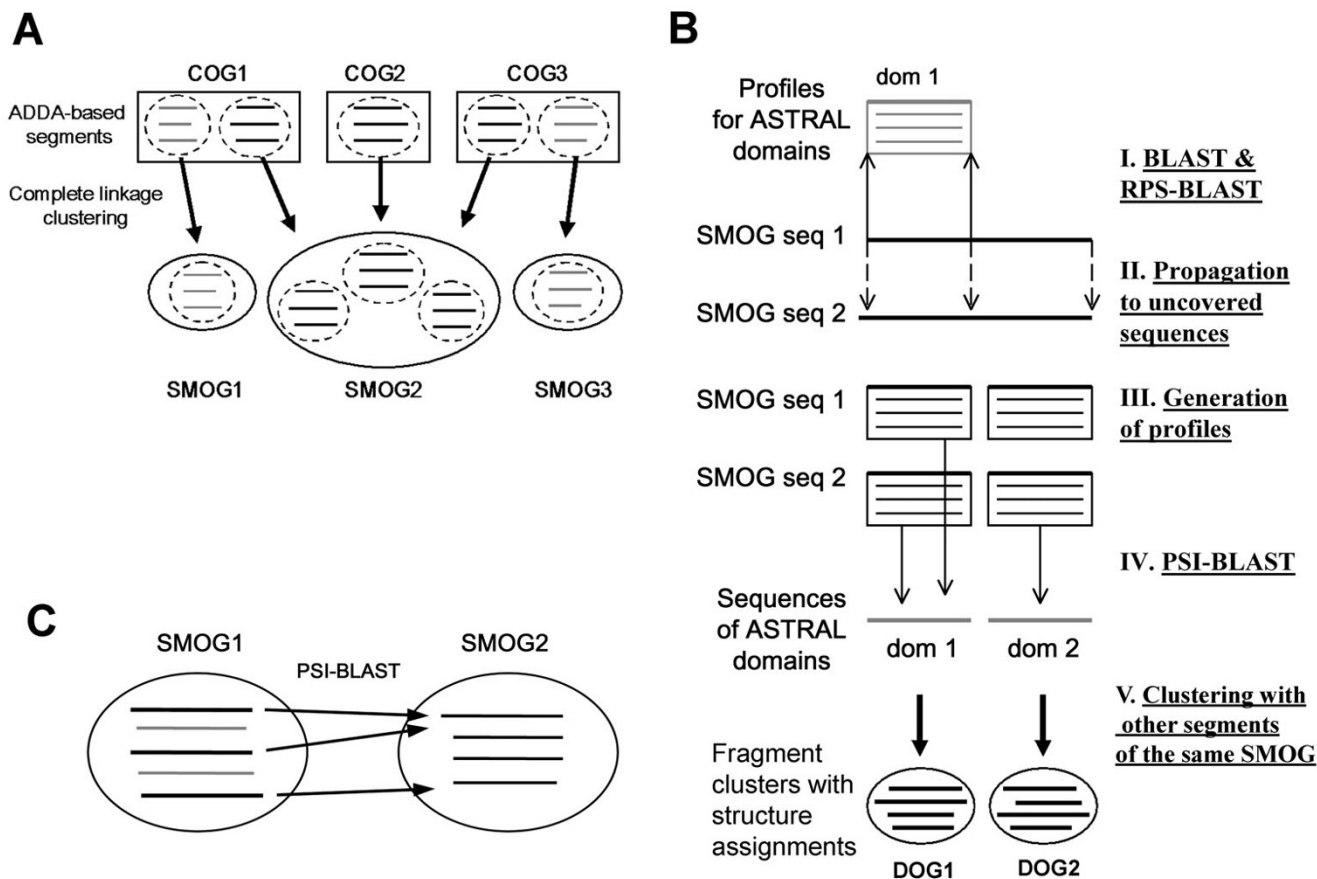 A
COG1
COG2
COG3
ADDA-based
segments
Complete linkage
clustering
SMOG1
SMOG2
SMOG3
B
dom 1
Profiles
for ASTRAL
domains
I. BLAST &
RPS-BLAST
SMOG seq 1
II. Propagation
to uncovered
sequences
SMOG seq 2
SMOG seq 1
III. Generation
of profiles
SMOG seq 2
IV. PSI-BLAST
Sequences
of ASTRAL
domains
dom 1
dom 2
V. Clustering with
other segments
of the same SMOG
Fragment
clusters with
structure
assignments
DOG1
DOG2
C
SMOG1
SMOG2
PSI-BLAST